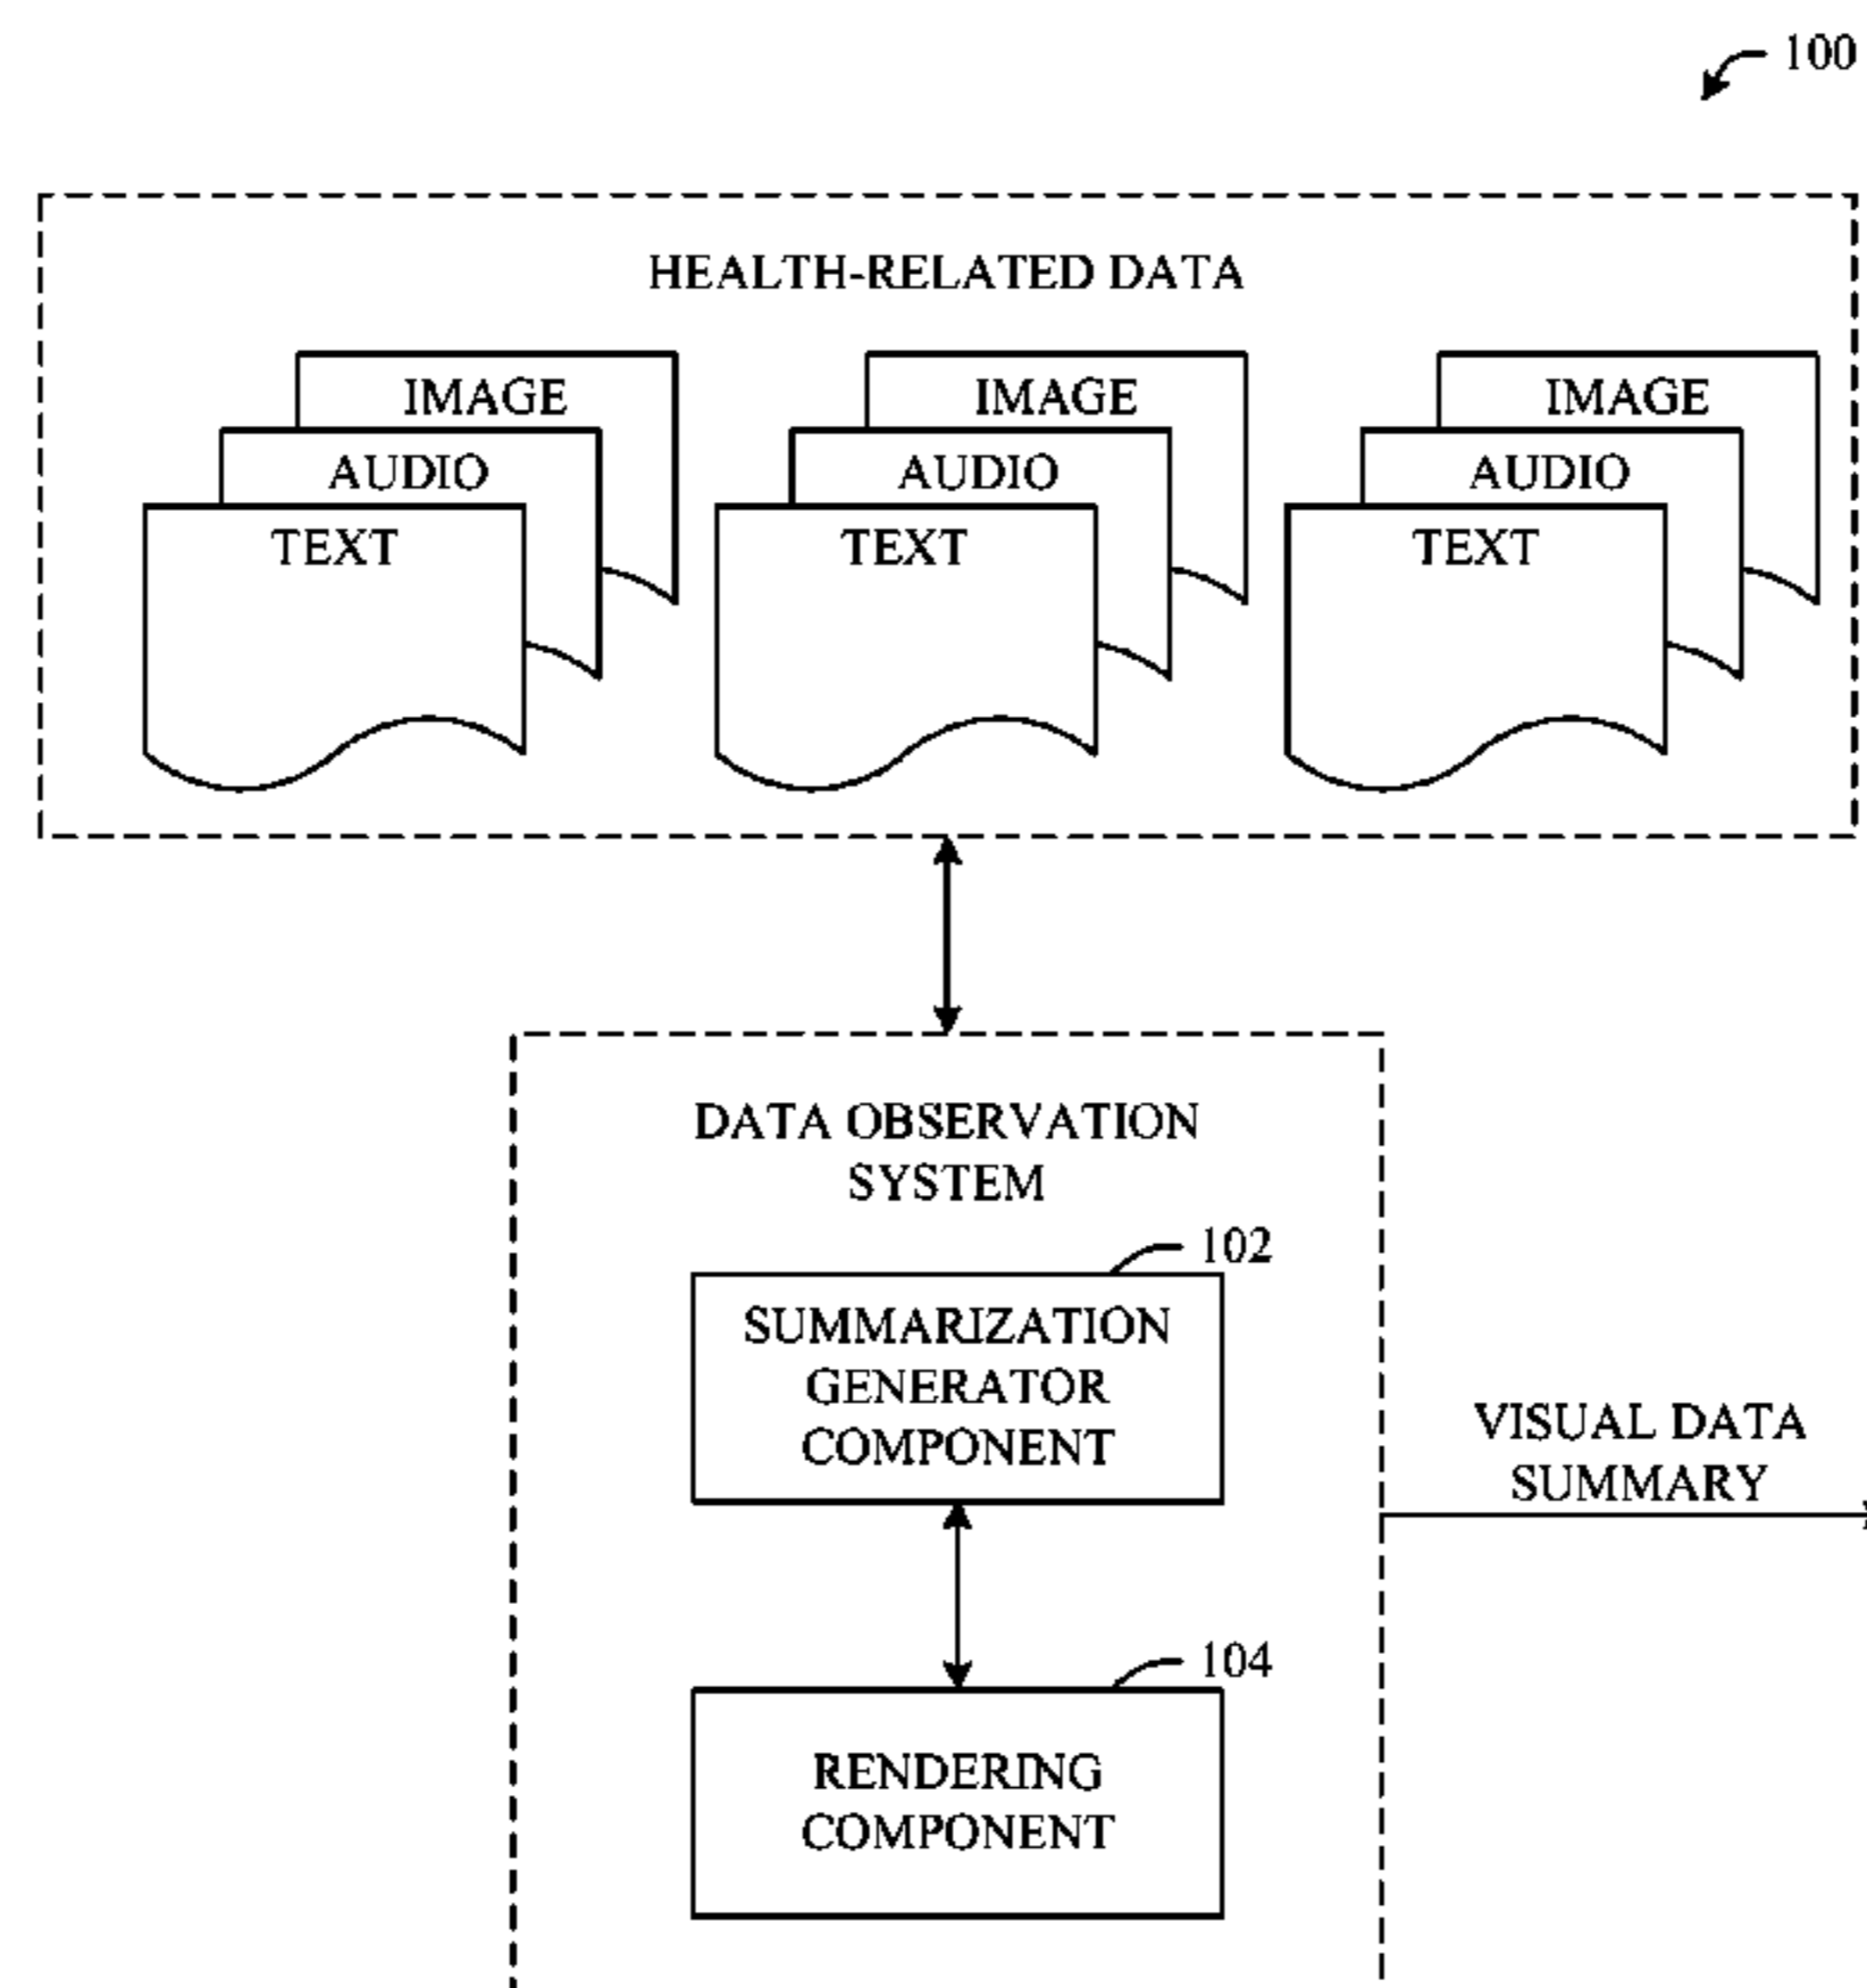 100
HEALTH-RELATED DATA
IMAGE
AUDIO
TEXT
IMAGE
AUDIO
TEXT
IMAGE
AUDIO
TEXT
DATA OBSERVATION
SYSTEM
102
SUMMARIZATION
GENERATOR
COMPONENT
VISUAL DATA
SUMMARY
104
RENDERING
COMPONENT